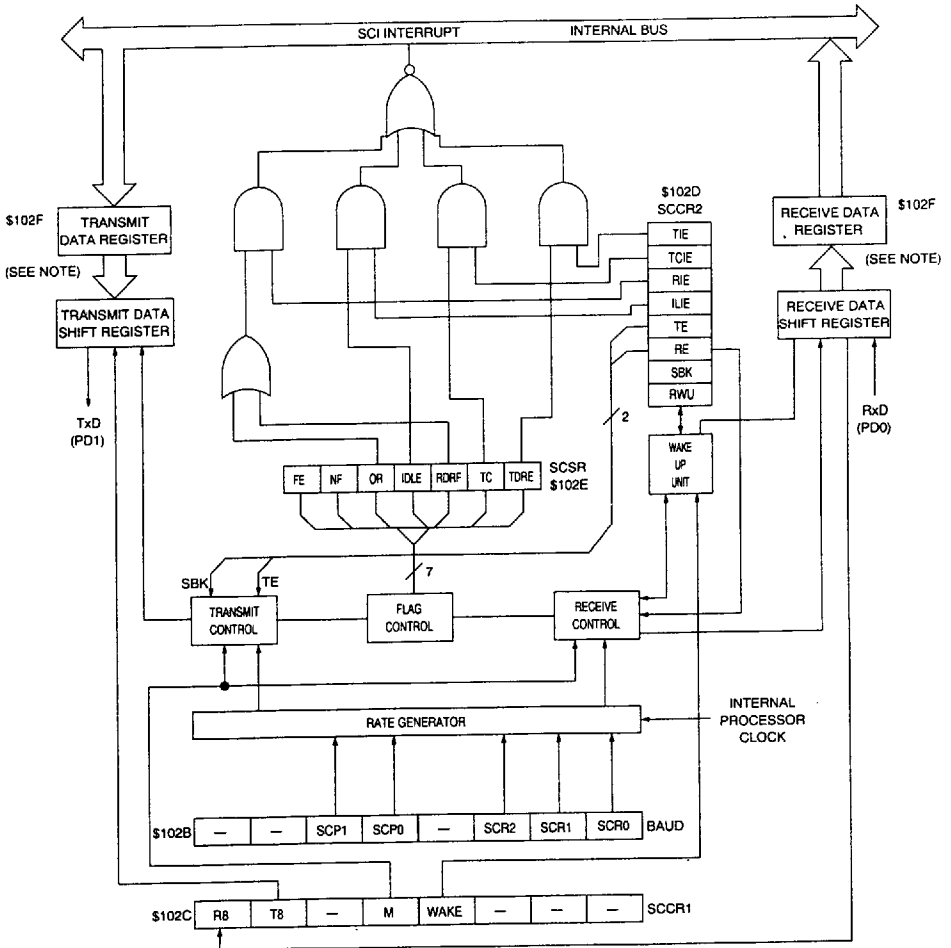 SCI INTERRUPT
INTERNAL BUS
$102F
TRANSMIT
DATA REGISTER
(SEE NOTE)
TRANSMIT DATA
SHIFT REGISTER
TxD
(PD1)
$102D
SCCR2
TIE
TCIE
RIE
ILIE
TE
RE
SBK
RWU
RECEIVE DATA
REGISTER
$102F
(SEE NOTE)
RECEIVE DATA
SHIFT REGISTER
RxD
(PD0)
2
WAKE
UP
UNIT
FE NF OR IDLE RDRF TC TDRE
SCSR
$102E
7
SBK
TE
TRANSMIT
CONTROL
FLAG
CONTROL
RECEIVE
CONTROL
RATE GENERATOR
INTERNAL
PROCESSOR
CLOCK
$102B — — SCP1 SCP0 — SCR2 SCR1 SCR0 BAUD
$102C R8 T8 — M WAKE — — — SCCR1